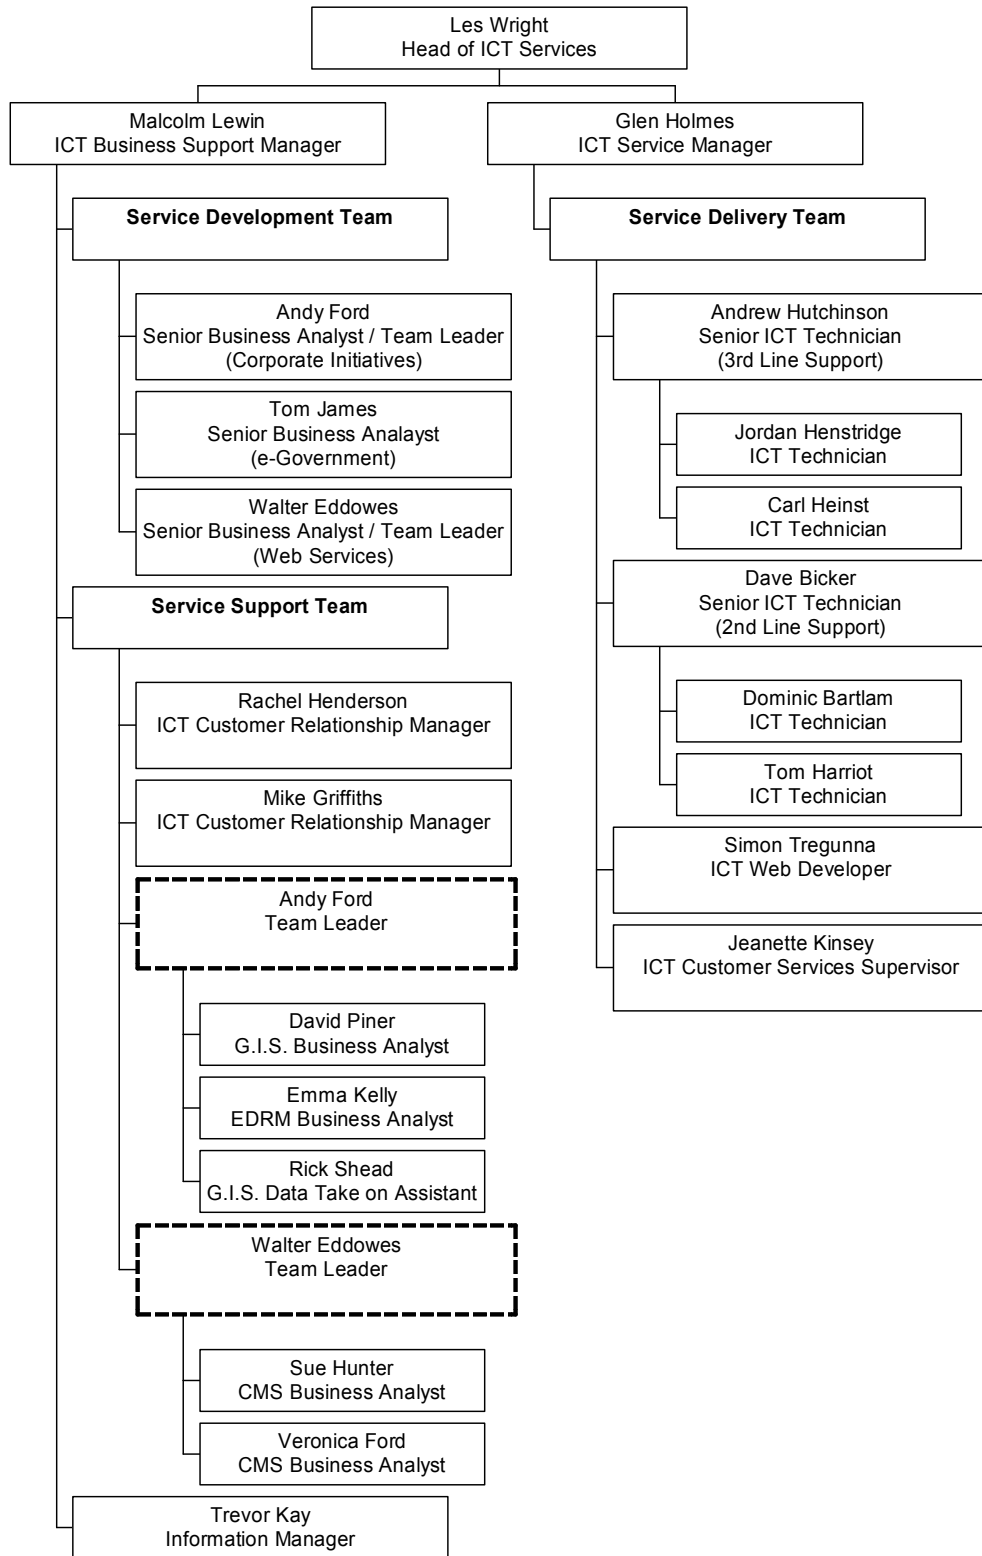 Les Wright
Head of ICT Services
Malcolm Lewin
ICT Business Support Manager
Glen Holmes
ICT Service Manager
Service Development Team
Andy Ford
Senior Business Analyst / Team Leader
(Corporate Initiatives)
Tom James
Senior Business Analayst
(e-Government)
Walter Eddowes
Senior Business Analyst / Team Leader
(Web Services)
Service Support Team
Rachel Henderson
ICT Customer Relationship Manager
Mike Griffiths
ICT Customer Relationship Manager
Andy Ford
Team Leader
David Piner
G.I.S. Business Analyst
Emma Kelly
EDRM Business Analyst
Rick Shead
G.I.S. Data Take on Assistant
Walter Eddowes
Team Leader
Sue Hunter
CMS Business Analyst
Veronica Ford
CMS Business Analyst
Trevor Kay
Information Manager
Service Delivery Team
Andrew Hutchinson
Senior ICT Technician
(3rd Line Support)
Jordan Henstridge
ICT Technician
Carl Heinst
ICT Technician
Dave Bicker
Senior ICT Technician
(2nd Line Support)
Dominic Bartlam
ICT Technician
Tom Harriot
ICT Technician
Simon Tregunna
ICT Web Developer
Jeanette Kinsey
ICT Customer Services Supervisor